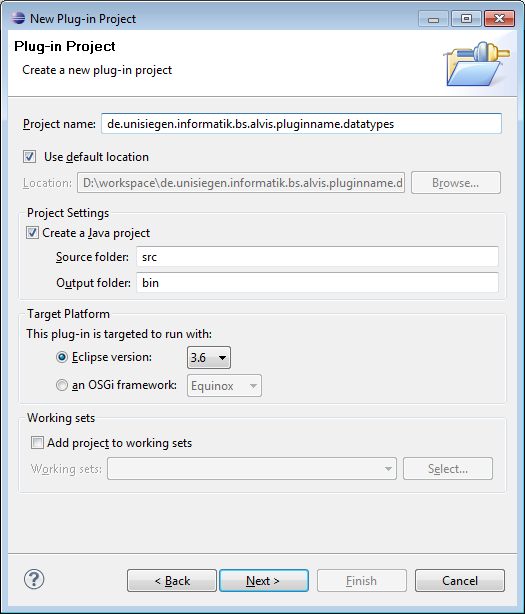 New Plug-in Project
Plug-in Project
Create a new plug-in project
Project name: de.unisiegen.informatik.bs.alvis.pluginname.datatypes
Use default location
Location: D:\workspace\de.unisiegen.informatik.bs.alvis.pluginname.d Browse...
Project Settings
Create a Java project
Source folder: src
Output folder: bin
Target Platform
This plug-in is targeted to run with:
Eclipse version: 3.6
an OSGi framework: Equinox
Working sets
Add project to working sets
Working sets: Select...
? < Back Next > Finish Cancel